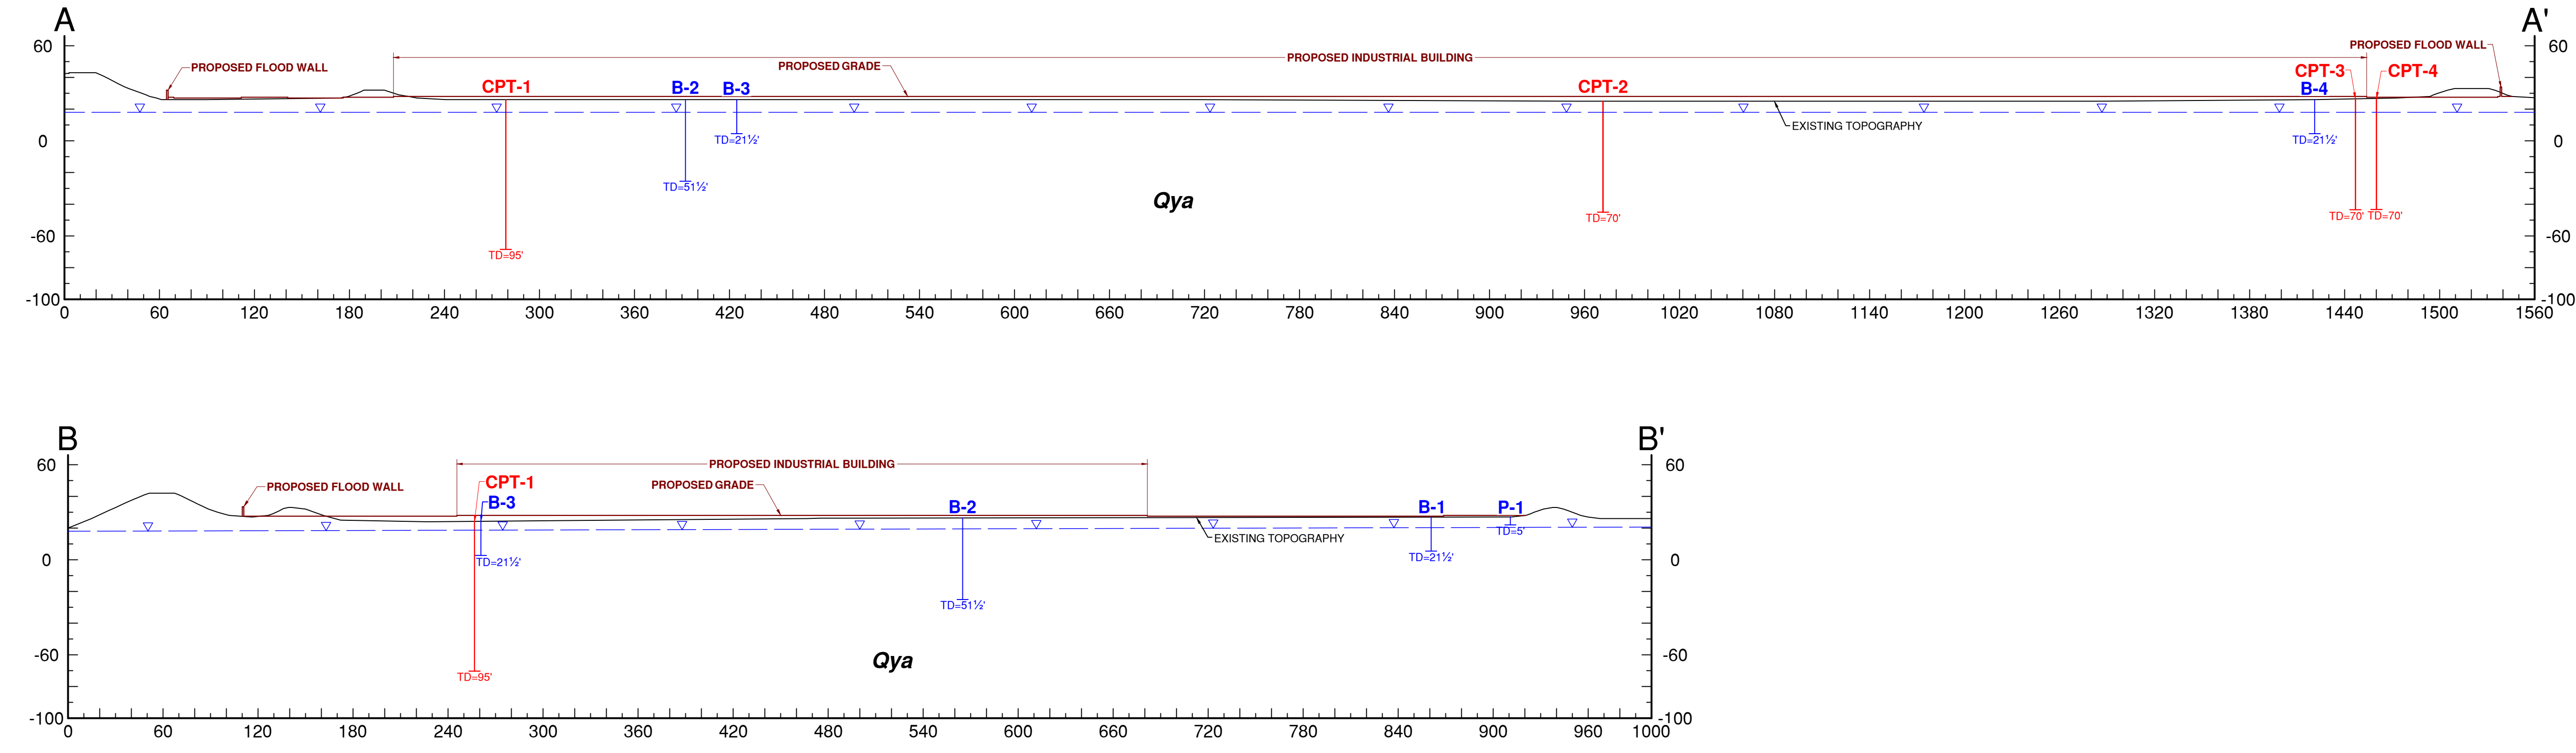 A
A'
60
60
PROPOSED FLOOD WALL
PROPOSED GRADE
PROPOSED INDUSTRIAL BUILDING
PROPOSED FLOOD WALL
CPT-1
B-2
B-3
CPT-2
CPT-3
CPT-4
B-4
EXISTING TOPOGRAPHY
0
0
TD=21½'
TD=21½'
TD=51½'
Qya
TD=70'
TD=70'
TD=70'
-60
-60
TD=95'
-100
-100
0 60 120 180 240 300 360 420 480 540 600 660 720 780 840 900 960 1020 1080 1140 1200 1260 1320 1380 1440 1500 1560
B
B'
60
60
PROPOSED INDUSTRIAL BUILDING
PROPOSED FLOOD WALL
CPT-1
PROPOSED GRADE
B-3
B-2
B-1
P-1
TD=5'
EXISTING TOPOGRAPHY
0
0
TD=21½'
TD=21½'
TD=51½'
-60
-60
Qya
TD=95'
-100
-100
0 60 120 180 240 300 360 420 480 540 600 660 720 780 840 900 960 1000